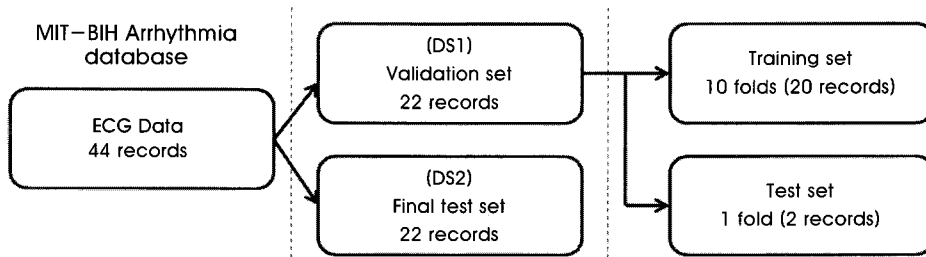 MIT–BIH Arrhythmia
database
ECG Data
44 records
(DS1)
Validation set
22 records
(DS2)
Final test set
22 records
Training set
10 folds (20 records)
Test set
1 fold (2 records)